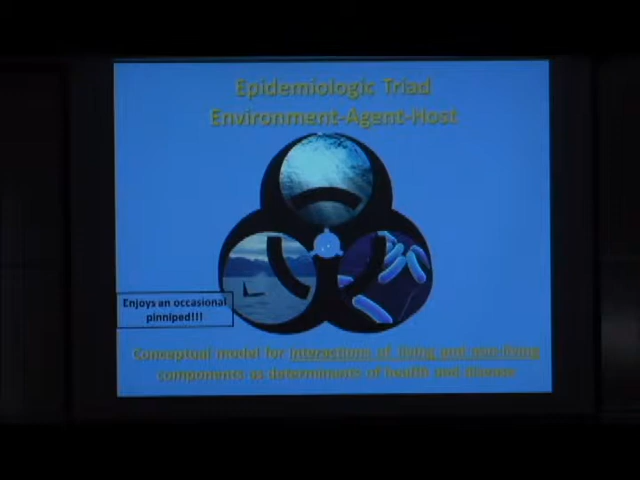 Epidemiologic Triad
Environment-Agent-Host
Enjoys an occasional
pinniped!!!
Conceptual model for interactions of living and non-living
components as determinants of health and disease